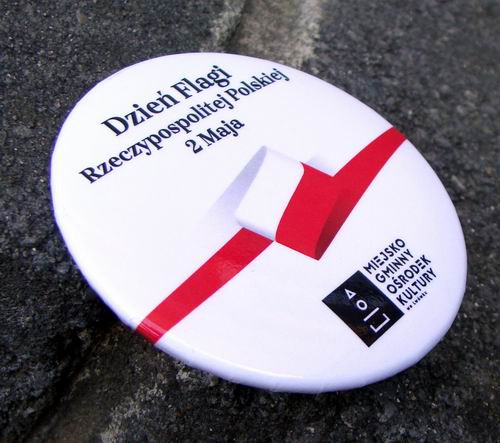 Dzień Flagi
Rzeczypospolitej Polskiej
2 Maja
MIEJSKO
GMINNY
OŚRODEK
KULTURY